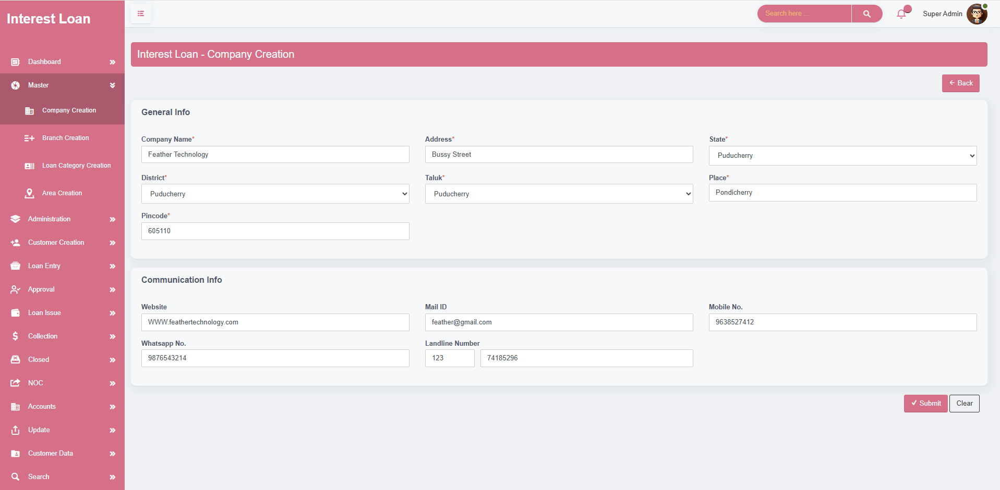 Interest Loan
Search here ...
Super Admin
Dashboard
Master
Company Creation
Branch Creation
Loan Category Creation
Area Creation
Administration
Customer Creation
Loan Entry
Approval
Loan Issue
Collection
Closed
NOC
Accounts
Update
Customer Data
Search
Interest Loan - Company Creation
Back
General Info
Company Name* Address* State*
Feather Technology Bussy Street Puducherry
District* Taluk* Place*
Puducherry Puducherry Pondicherry
Pincode*
605110
Communication Info
Website Mail ID Mobile No.
WWW.feathertechnology.com feather@gmail.com 9638527412
Whatsapp No. Landline Number
9876543214 123 74185296
Submit Clear